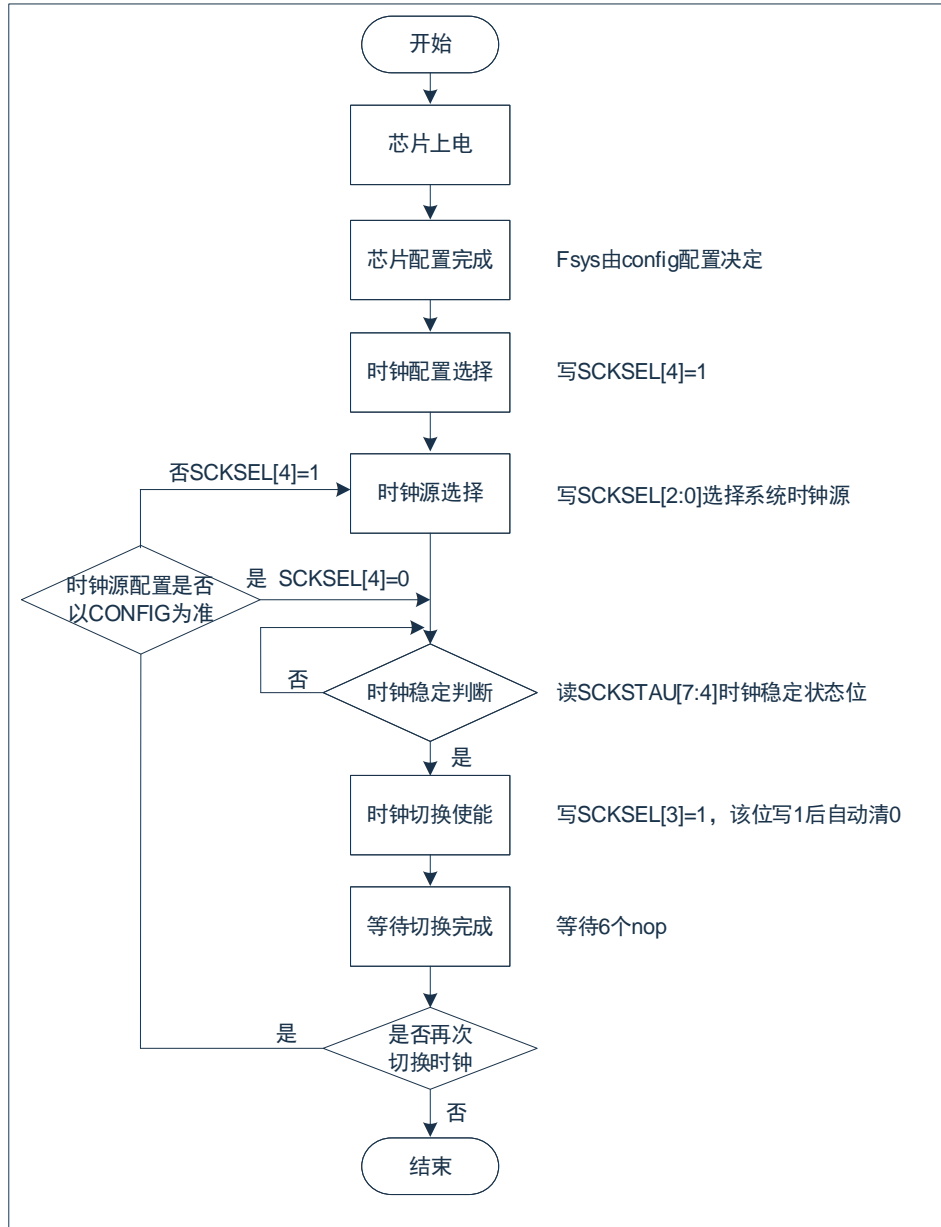 开始
芯片上电
芯片配置完成
Fsys由config配置决定
时钟配置选择
写SCKSEL[4]=1
否SCKSEL[4]=1
时钟源选择
写SCKSEL[2:0]选择系统时钟源
时钟源配置是否
以CONFIG为准
是 SCKSEL[4]=0
否
时钟稳定判断
读SCKSTAU[7:4]时钟稳定状态位
是
时钟切换使能
写SCKSEL[3]=1，该位写1后自动清0
等待切换完成
等待6个nop
是
是否再次
切换时钟
否
结束